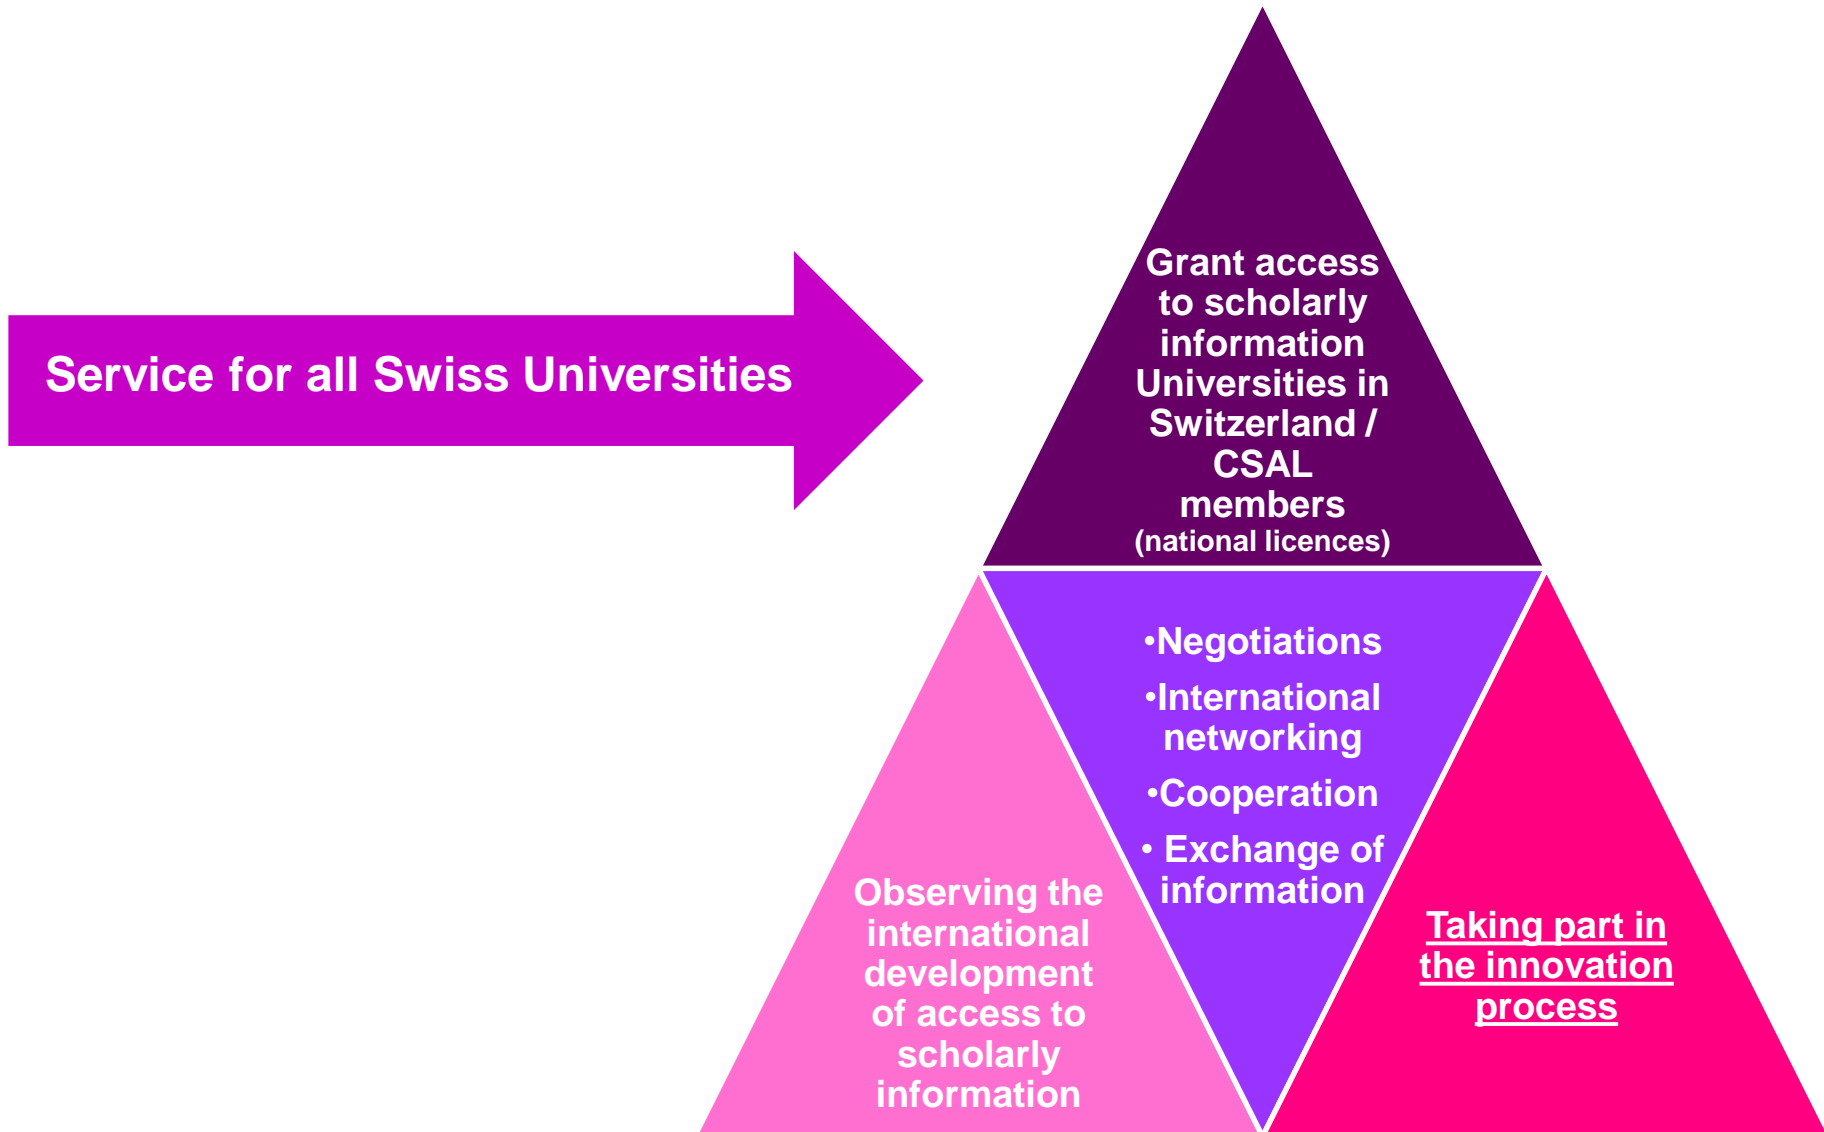 Service for all Swiss Universities
Grant access
to scholarly
information
Universities in
Switzerland /
CSAL
members
(national licences)
•Negotiations
•International
networking
•Cooperation
• Exchange of
information
Observing the
international
development
of access to
scholarly
information
Taking part in
the innovation
process